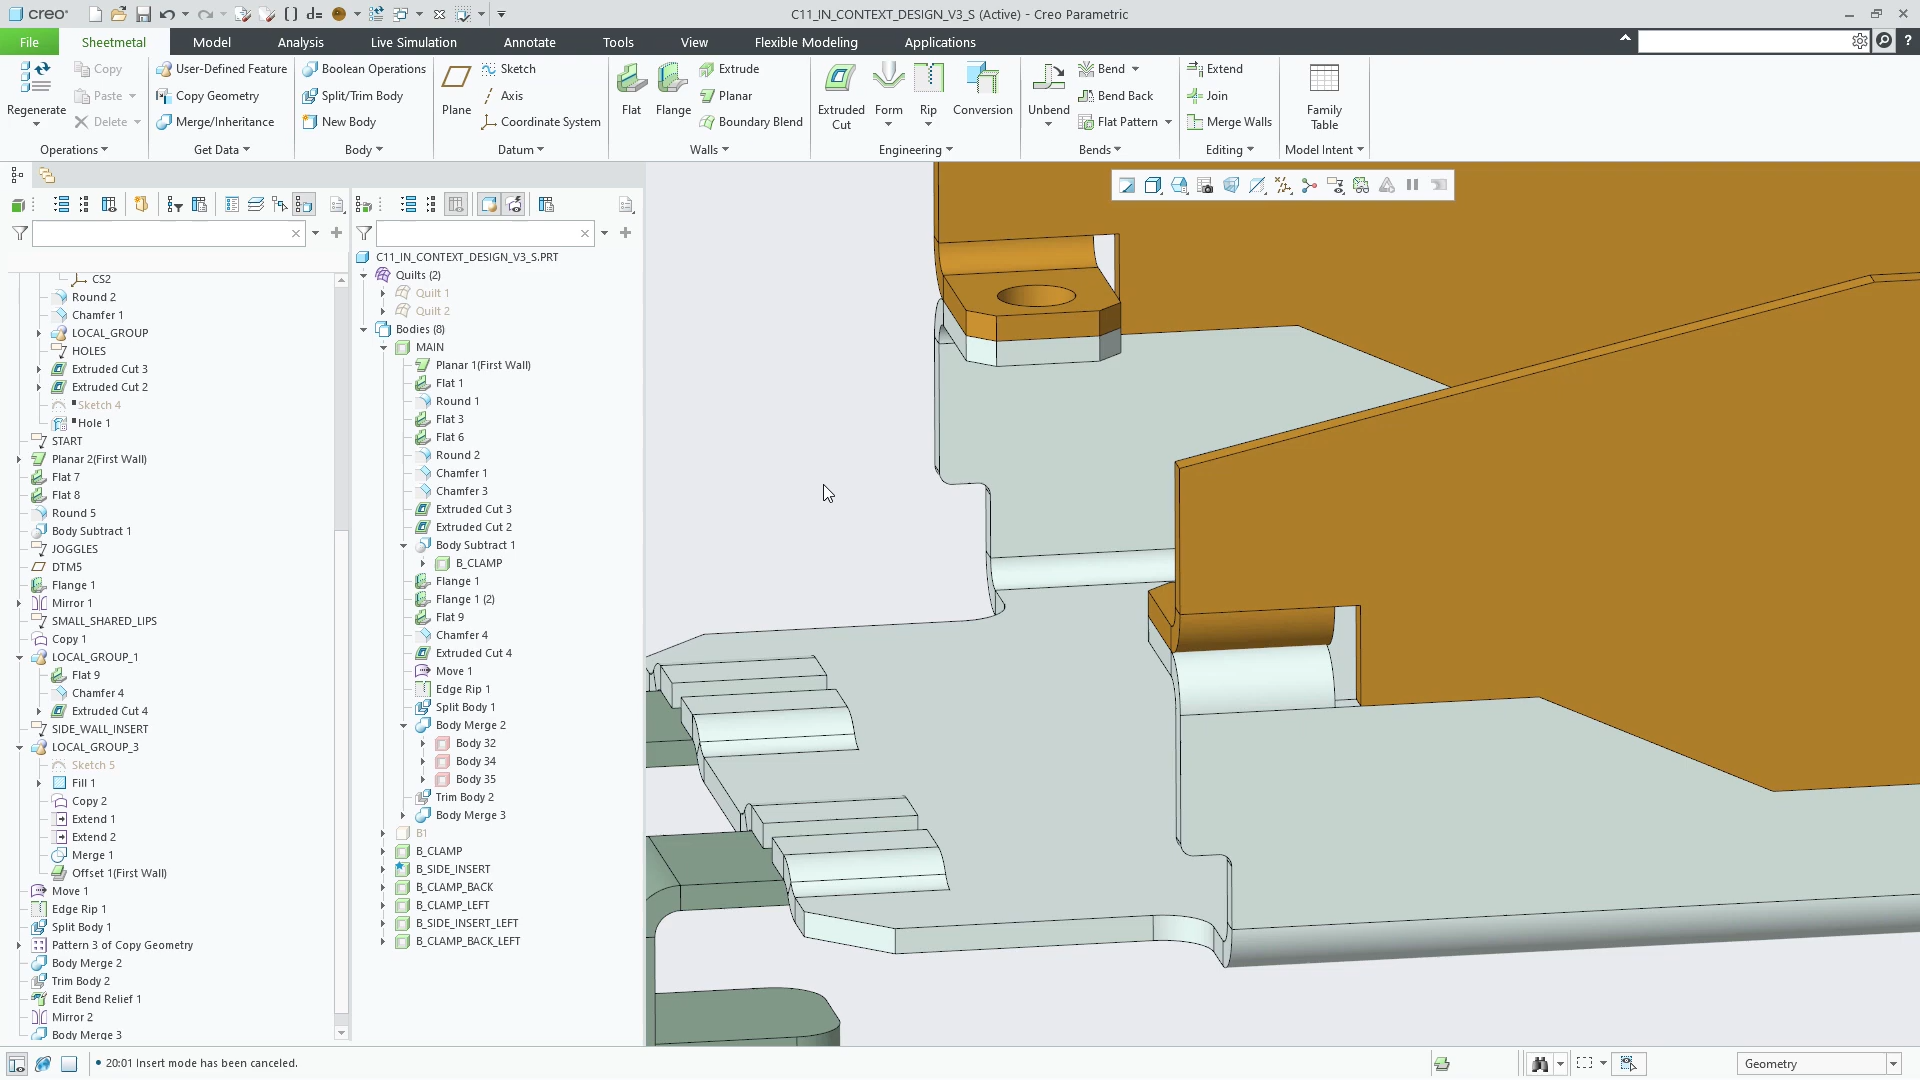 creo
d=
C11_IN_CONTEXT_DESIGN_V3_S (Active) - Creo Parametric
File
Sheetmetal
Model
Analysis
Live Simulation
Annotate
Tools
View
Flexible Modeling
Applications
Regenerate
Copy
Paste
Delete
Operations
User-Defined Feature
Copy Geometry
Merge/Inheritance
Get Data
Boolean Operations
Split/Trim Body
New Body
Body
Plane
Sketch
Axis
Coordinate System
Datum
Flat
Flange
Extrude
Planar
Boundary Blend
Walls
Extruded Cut
Form
Rip
Conversion
Engineering
Unbend
Bend
Bend Back
Flat Pattern
Bends
Extend
Join
Merge Walls
Editing
Family Table
Model Intent
CS2
Round 2
Chamfer 1
LOCAL_GROUP
HOLES
Extruded Cut 3
Extruded Cut 2
Sketch 4
Hole 1
START
Planar 2(First Wall)
Flat 7
Flat 8
Round 5
Body Subtract 1
JOGGLES
DTM5
Flange 1
Mirror 1
SMALL_SHARED_LIPS
Copy 1
LOCAL_GROUP_1
Flat 9
Chamfer 4
Extruded Cut 4
SIDE_WALL_INSERT
LOCAL_GROUP_3
Sketch 5
Fill 1
Copy 2
Extend 1
Extend 2
Merge 1
Offset 1(First Wall)
Move 1
Edge Rip 1
Split Body 1
Pattern 3 of Copy Geometry
Body Merge 2
Trim Body 2
Edit Bend Relief 1
Mirror 2
Body Merge 3
C11_IN_CONTEXT_DESIGN_V3_S.PRT
Quilts (2)
Quilt 1
Quilt 2
Bodies (8)
MAIN
Planar 1(First Wall)
Flat 1
Round 1
Flat 3
Flat 6
Round 2
Chamfer 1
Chamfer 3
Extruded Cut 3
Extruded Cut 2
Body Subtract 1
B_CLAMP
Flange 1
Flange 1 (2)
Flat 9
Chamfer 4
Extruded Cut 4
Move 1
Edge Rip 1
Split Body 1
Body Merge 2
Body 32
Body 34
Body 35
Trim Body 2
Body Merge 3
B1
B_CLAMP
B_SIDE_INSERT
B_CLAMP_BACK
B_CLAMP_LEFT
B_SIDE_INSERT_LEFT
B_CLAMP_BACK_LEFT
• 20:01 Insert mode has been canceled.
Geometry